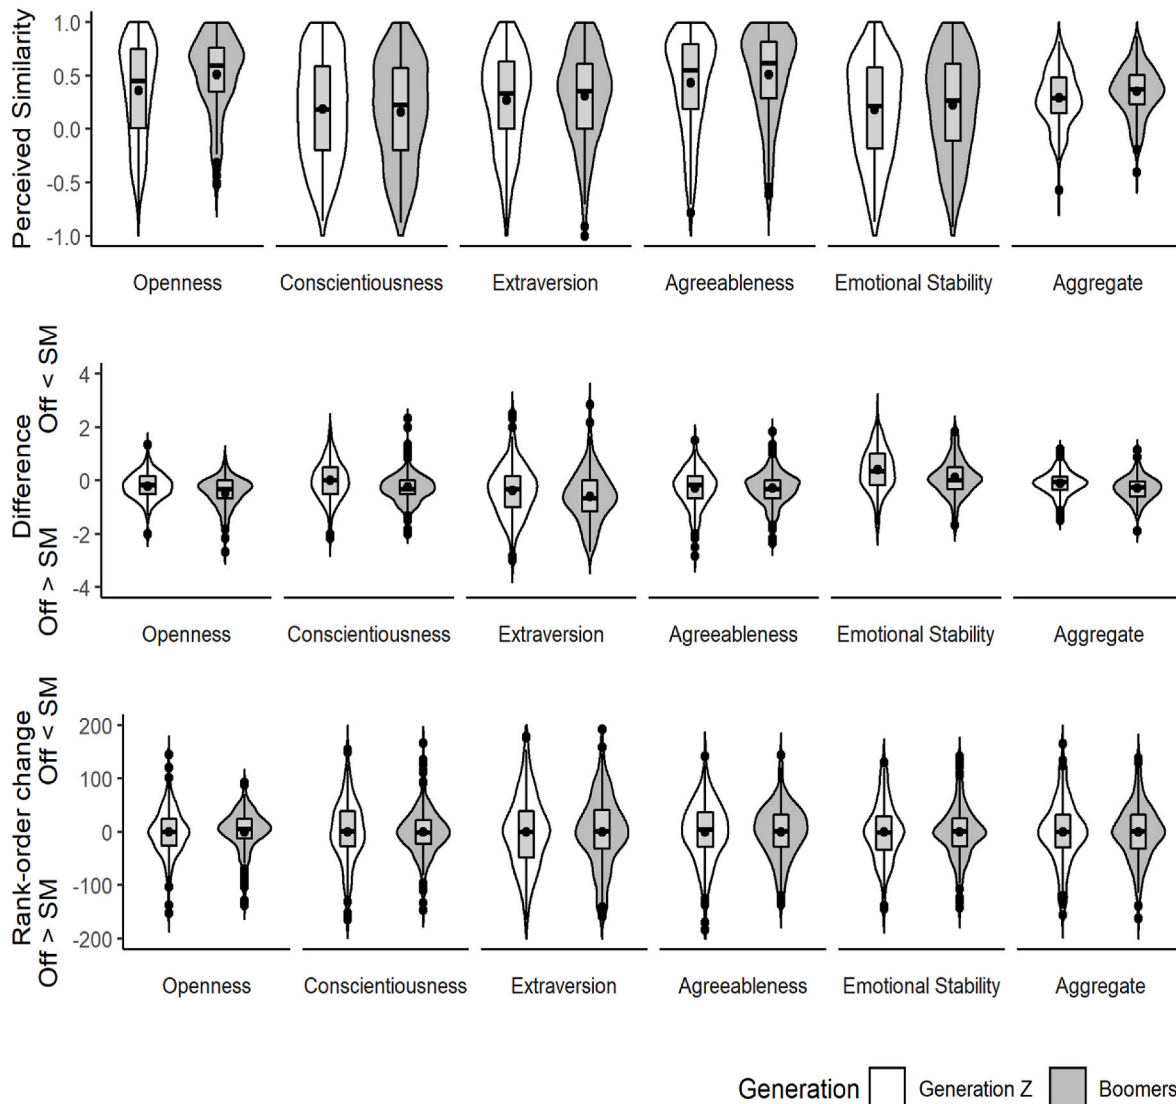 Perceived Similarity
1.0
0.5
0.0
-0.5
-1.0
Openness Conscientiousness Extraversion Agreeableness Emotional Stability Aggregate
Difference
Off > SM Off < SM
4
2
0
-2
-4
Openness Conscientiousness Extraversion Agreeableness Emotional Stability Aggregate
Rank-order change
Off > SM Off < SM
200
100
0
-100
-200
Openness Conscientiousness Extraversion Agreeableness Emotional Stability Aggregate
Generation Generation Z Boomers